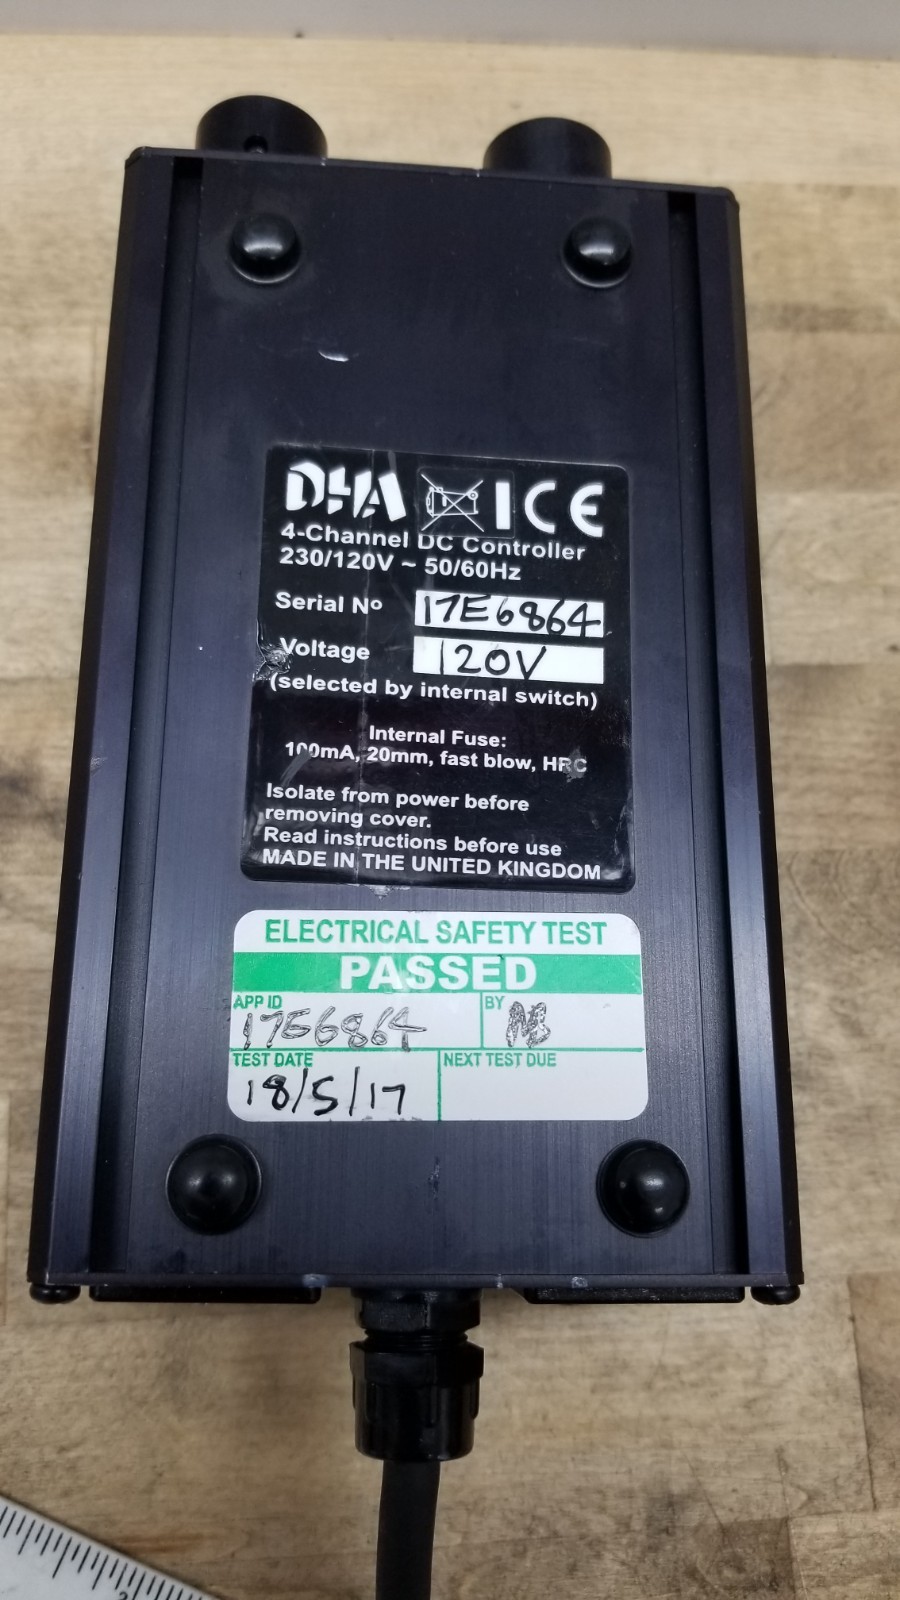 DHA CE
4-Channel DC Controller
230/120V ~ 50/60Hz
Serial Nº 17E6864
Voltage 120V
(selected by internal switch)
Internal Fuse:
100mA, 20mm, fast blow, HRC
Isolate from power before
removing cover.
Read instructions before use
MADE IN THE UNITED KINGDOM
ELECTRICAL SAFETY TEST
PASSED
APP ID 17E6864 BY
TEST DATE 18/5/17 NEXT TEST DUE